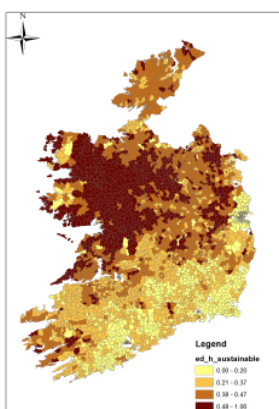 N
Legend
ed_h_sustainable
0.00 - 0.20
0.21 - 0.37
0.38 - 0.47
0.48 - 1.00